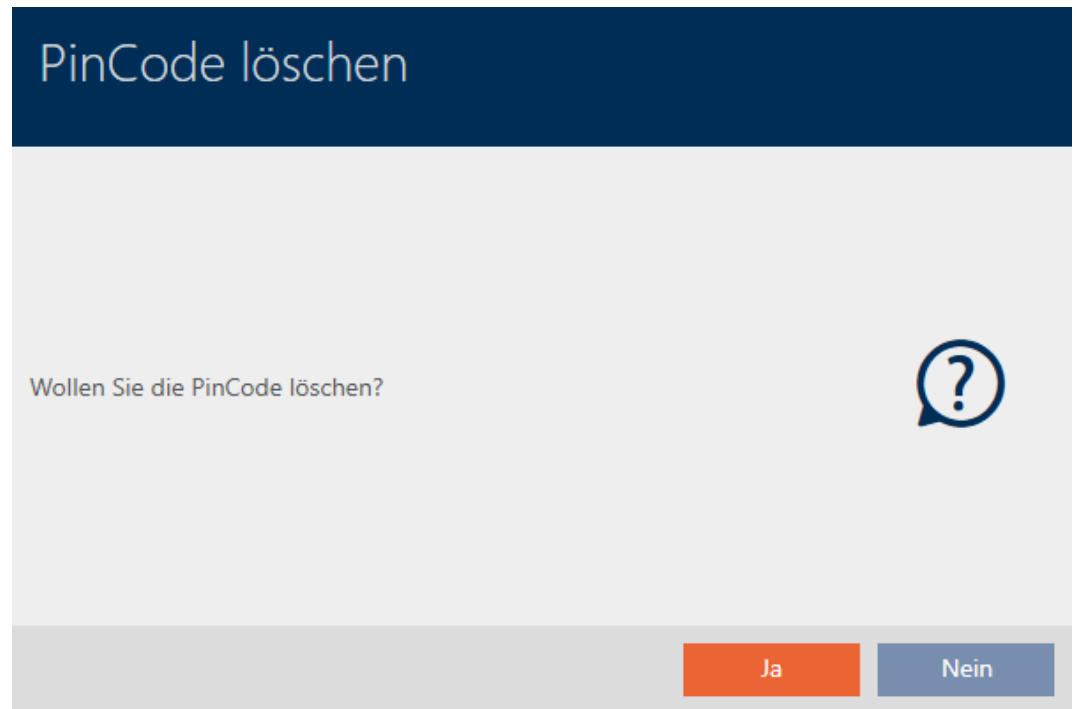 PinCode löschen
Wollen Sie die PinCode löschen?
?
Ja
Nein